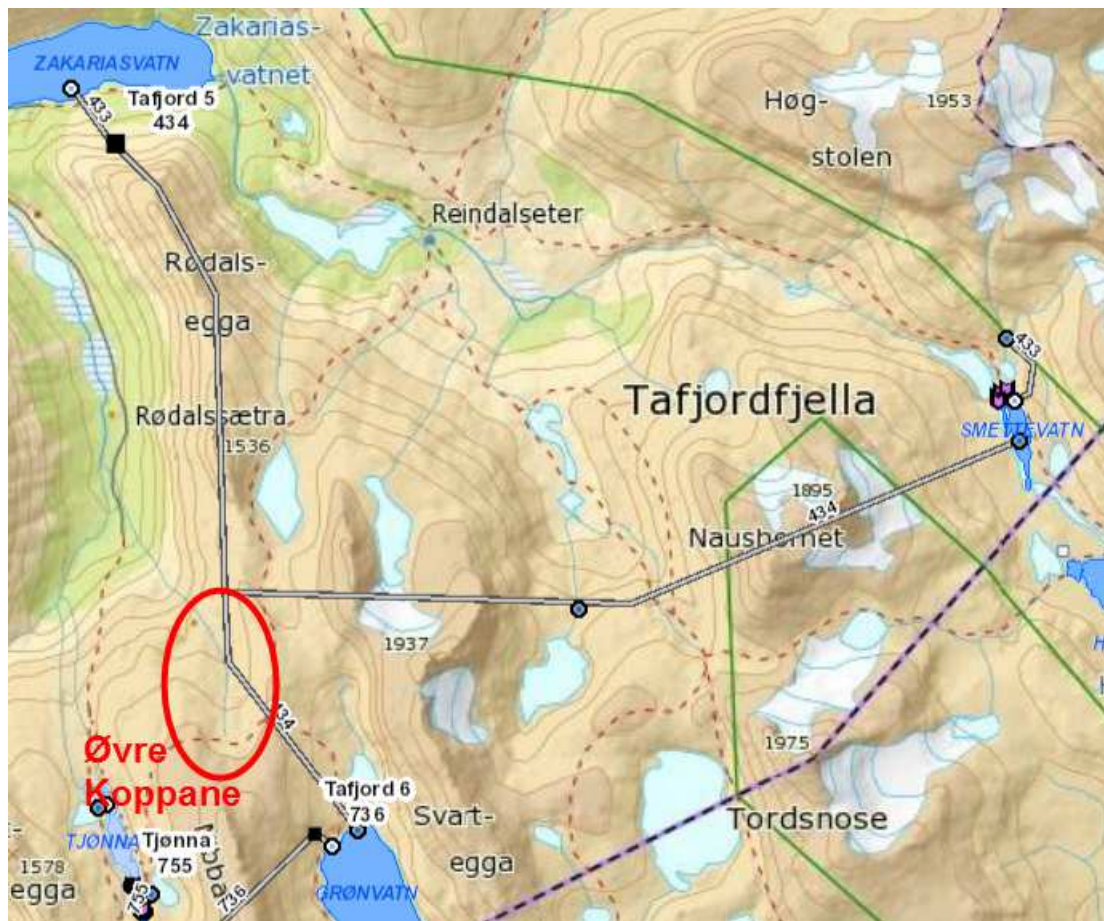 Zakarias-
vatnet
ZAKARIASVATN
433
Tafjord 5
434
Høg-
stolen
1953
Reindalseter
Rødals-
egga
433
Tafjordfjella
Rødalssætra
1536
SMETTEVATN
1895
434
Naushornet
1937
434
1975
Øvre
Koppane
Tafjord 6
736
Svart-
egga
Tordsnose
TJØNNA
Tjønna
755
1578
egga
755
736
GRØNVATN